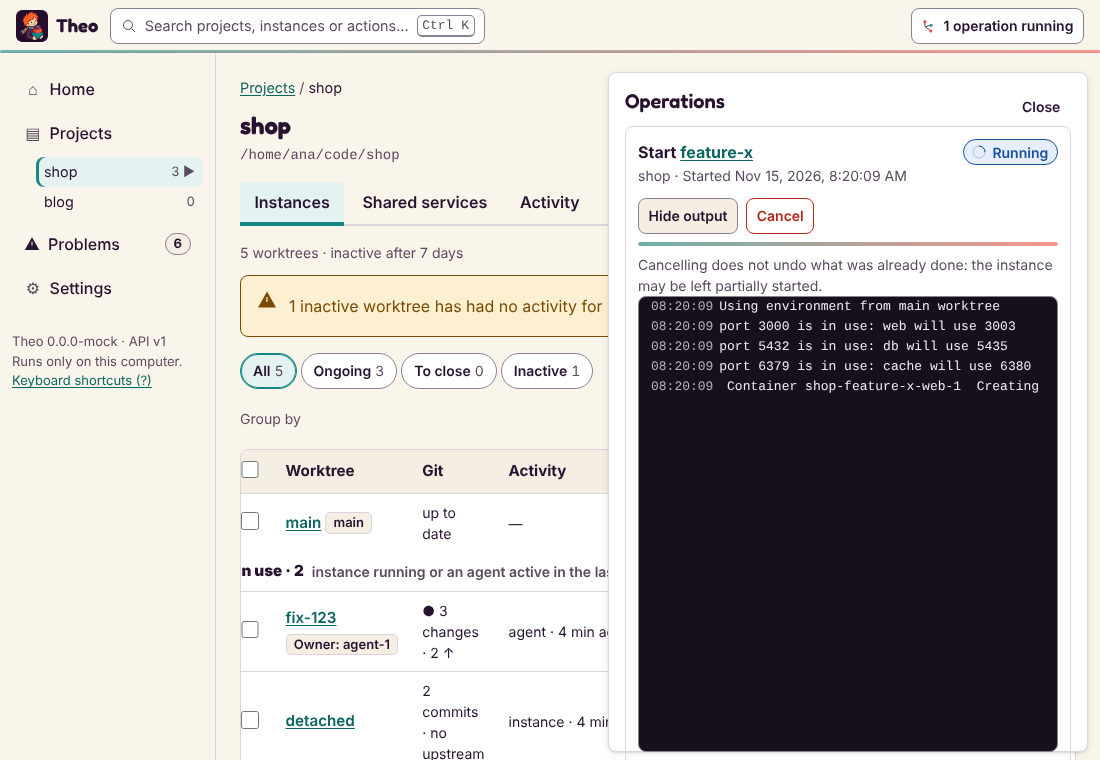 Theo
Search projects, instances or actions... Ctrl K
1 operation running
Home
Projects
shop 3
blog 0
Problems 6
Settings
Theo 0.0.0-mock · API v1
Runs only on this computer.
Keyboard shortcuts (?)
Projects / shop
shop
/home/ana/code/shop
Instances Shared services Activity
5 worktrees · inactive after 7 days
1 inactive worktree has had no activity for
All 5 Ongoing 3 To close 0 Inactive 1
Group by
Worktree Git Activity
main main up to date —
n use · 2 instance running or an agent active in the las
fix-123
Owner: agent-1
● 3
changes
· 2 ↑
agent · 4 min a
detached
2
commits
· no
upstream
instance · 4 min
Operations
Close
Start feature-x Running
shop · Started Nov 15, 2026, 8:20:09 AM
Hide output Cancel
Cancelling does not undo what was already done: the instance
may be left partially started.
08:20:09 Using environment from main worktree
08:20:09 port 3000 is in use: web will use 3003
08:20:09 port 5432 is in use: db will use 5435
08:20:09 port 6379 is in use: cache will use 6380
08:20:09 Container shop-feature-x-web-1 Creating